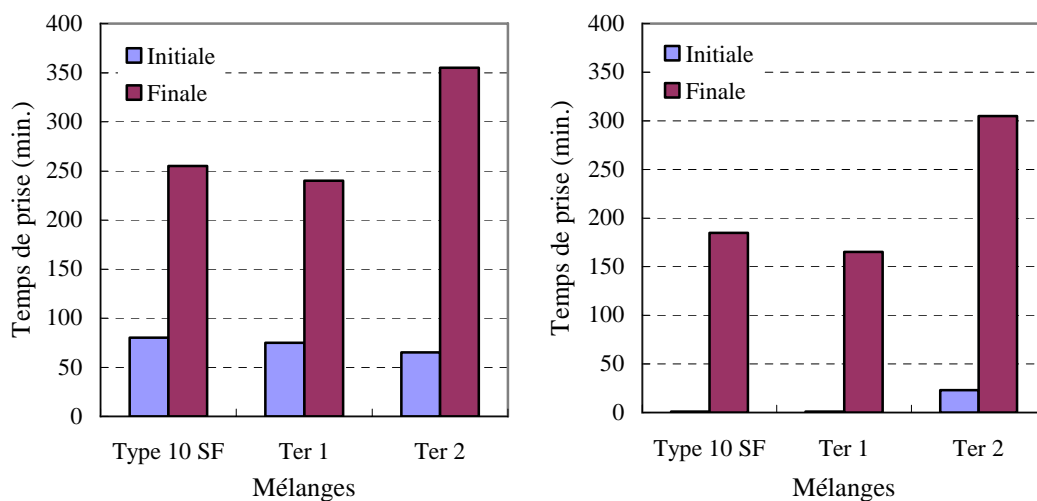 400
350
300
250
200
150
100
50
0
Temps de prise (min.)
Initiale
Finale
Type 10 SF
Ter 1
Ter 2
Mélanges
400
350
300
250
200
150
100
50
0
Temps de prise (min.)
Initiale
Finale
Type 10 SF
Ter 1
Ter 2
Mélanges